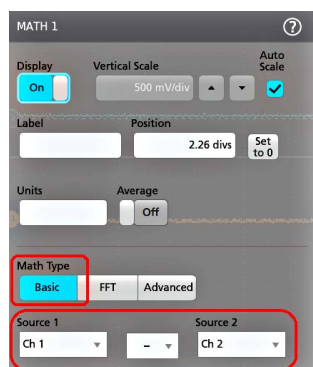 MATH 1 ?
Display Vertical Scale Auto Scale
On 500 mV/div
Label Position
2.26 divs Set to 0
Units Average
Off
Math Type
Basic FFT Advanced
Source 1 Source 2
Ch 1 - Ch 2